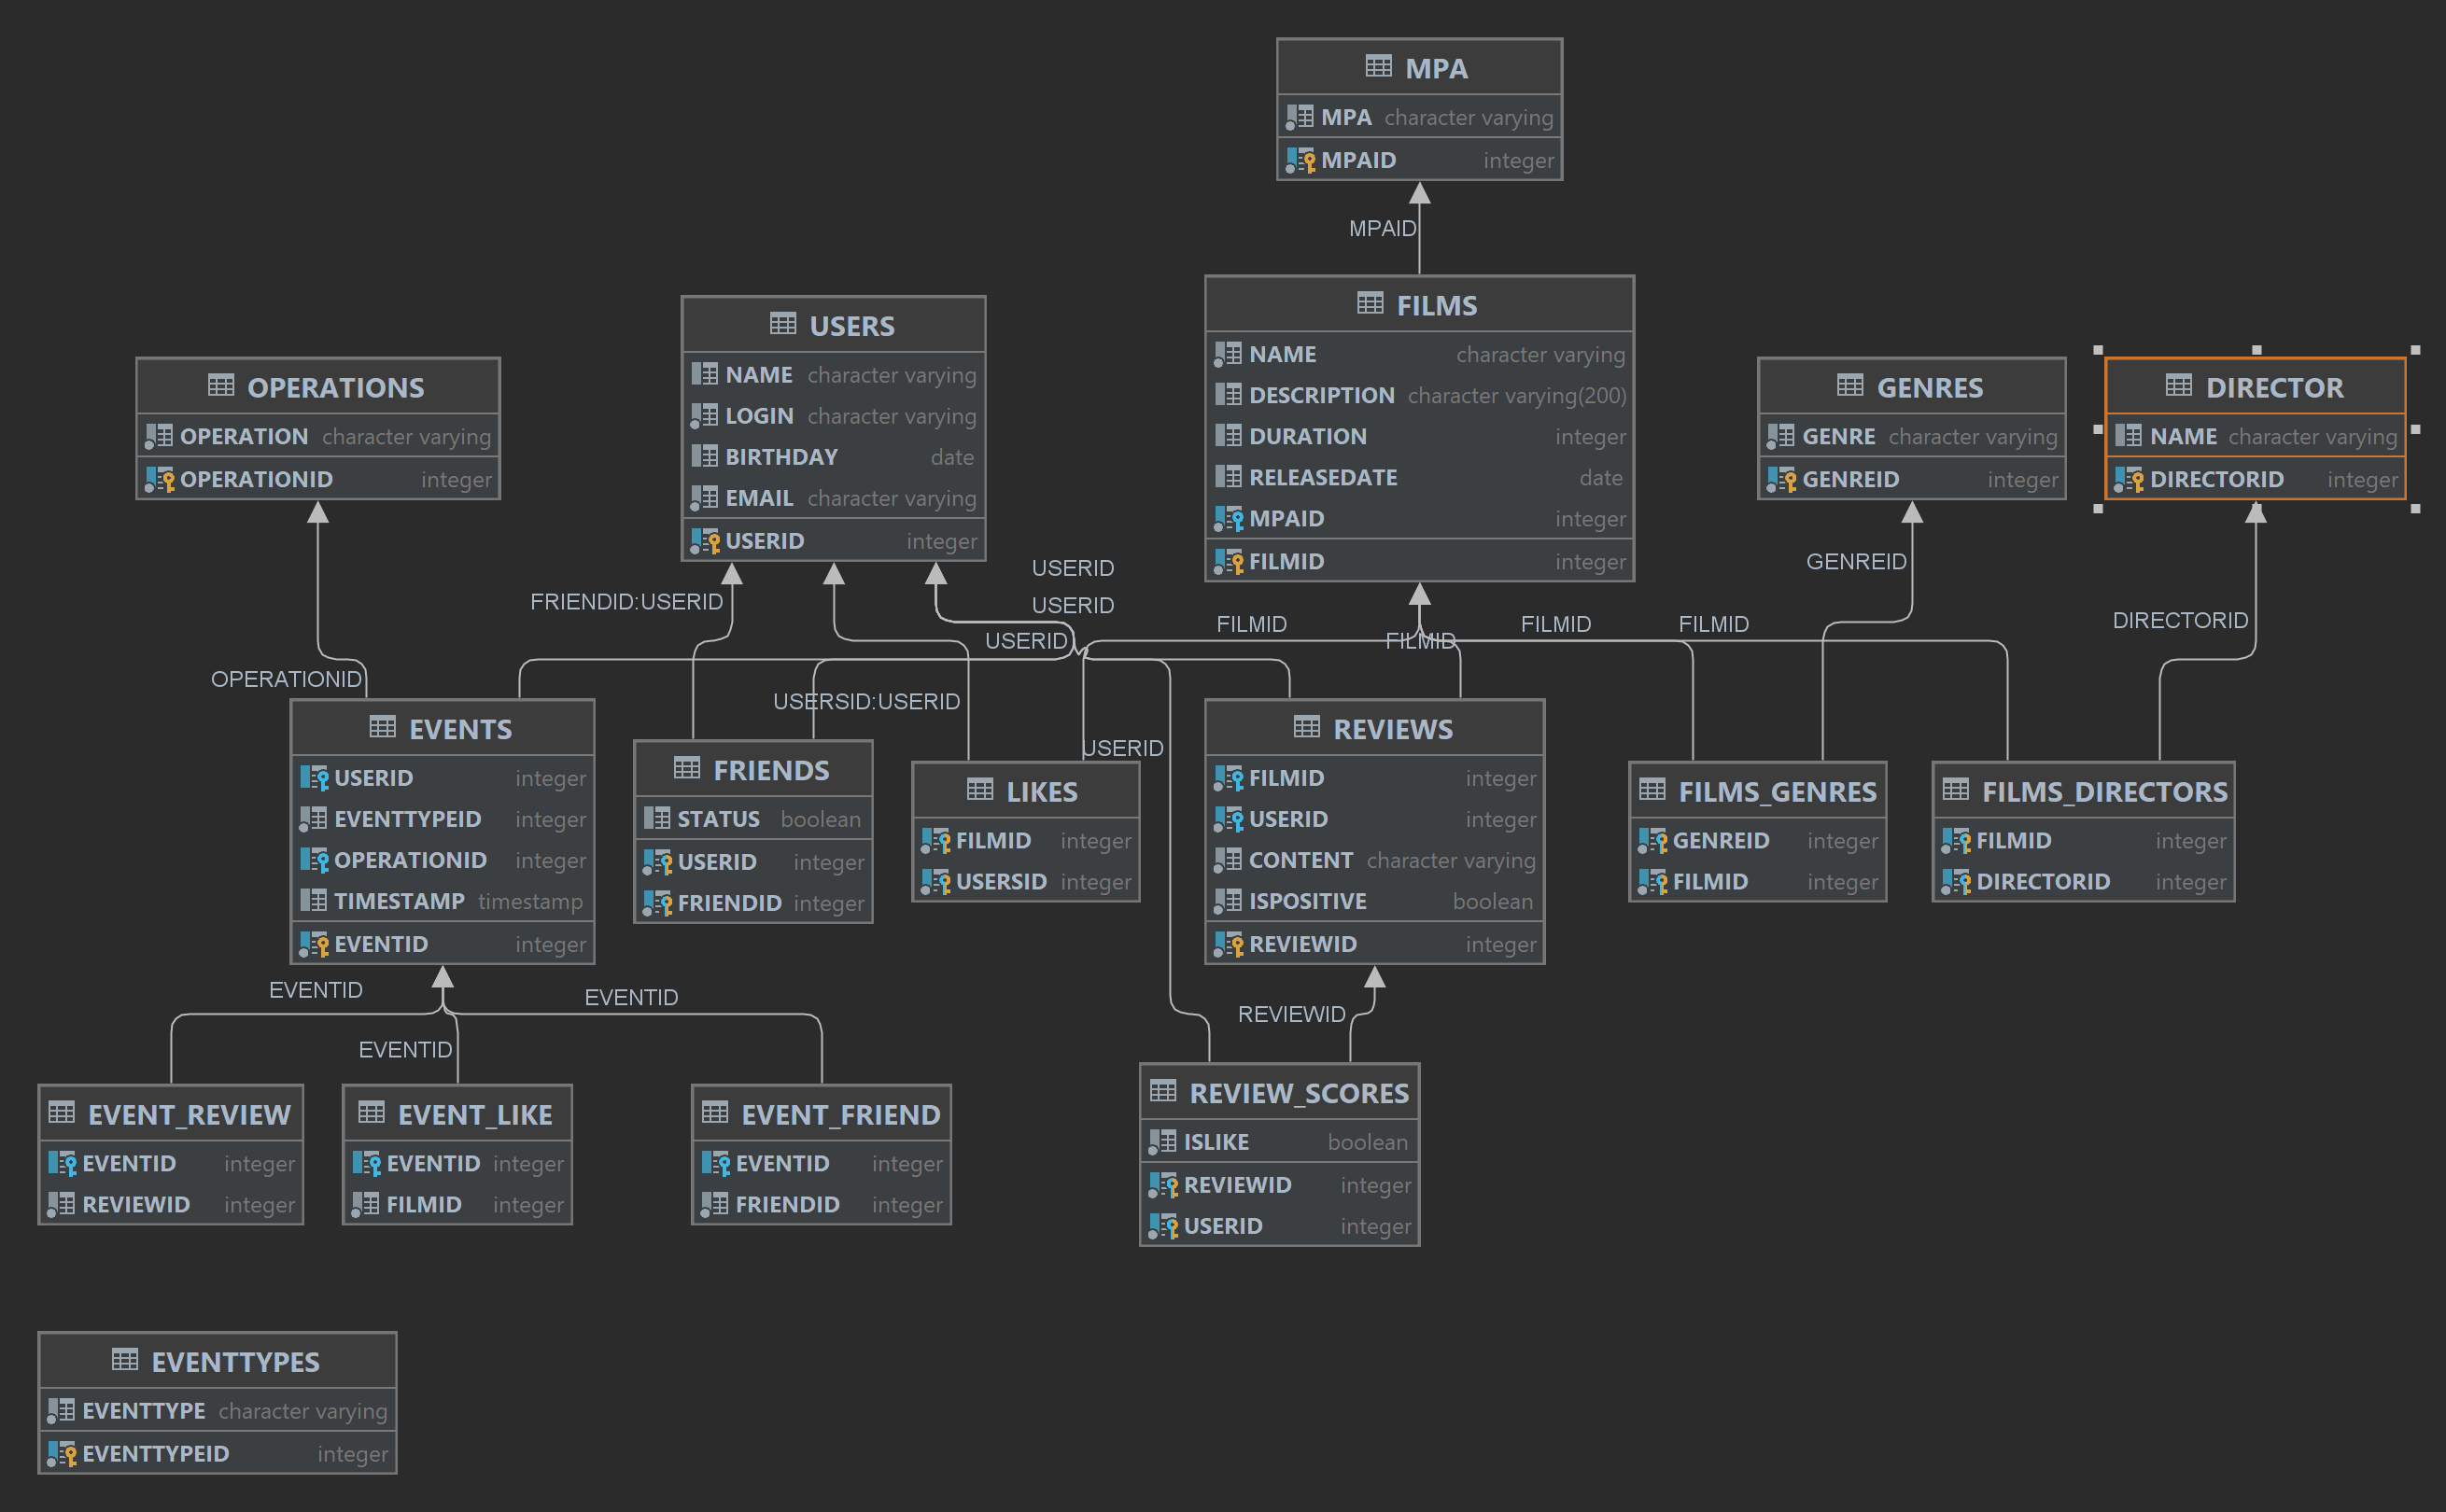 MPA
MPA character varying
MPAID integer
MPAID
USERS
NAME character varying
LOGIN character varying
BIRTHDAY date
EMAIL character varying
USERID integer
FILMS
NAME character varying
DESCRIPTION character varying(200)
DURATION integer
RELEASEDATE date
MPAID integer
FILMID integer
OPERATIONS
OPERATION character varying
OPERATIONID integer
GENRES
GENRE character varying
GENREID integer
DIRECTOR
NAME character varying
DIRECTORID integer
USERID
GENREID
FRIENDID:USERID
USERID
USERID
FILMID
FILMID
FILMID
FILMID
DIRECTORID
OPERATIONID
USERSID:USERID
USERID
EVENTS
USERID integer
EVENTTYPEID integer
OPERATIONID integer
TIMESTAMP timestamp
EVENTID integer
FRIENDS
STATUS boolean
USERID integer
FRIENDID integer
LIKES
FILMID integer
USERSID integer
REVIEWS
FILMID integer
USERID integer
CONTENT character varying
ISPOSITIVE boolean
REVIEWID integer
FILMS_GENRES
GENREID integer
FILMID integer
FILMS_DIRECTORS
FILMID integer
DIRECTORID integer
EVENTID
EVENTID
EVENTID
REVIEWID
EVENT_REVIEW
EVENTID integer
REVIEWID integer
EVENT_LIKE
EVENTID integer
FILMID integer
EVENT_FRIEND
EVENTID integer
FRIENDID integer
REVIEW_SCORES
ISLIKE boolean
REVIEWID integer
USERID integer
EVENTTYPES
EVENTTYPE character varying
EVENTTYPEID integer